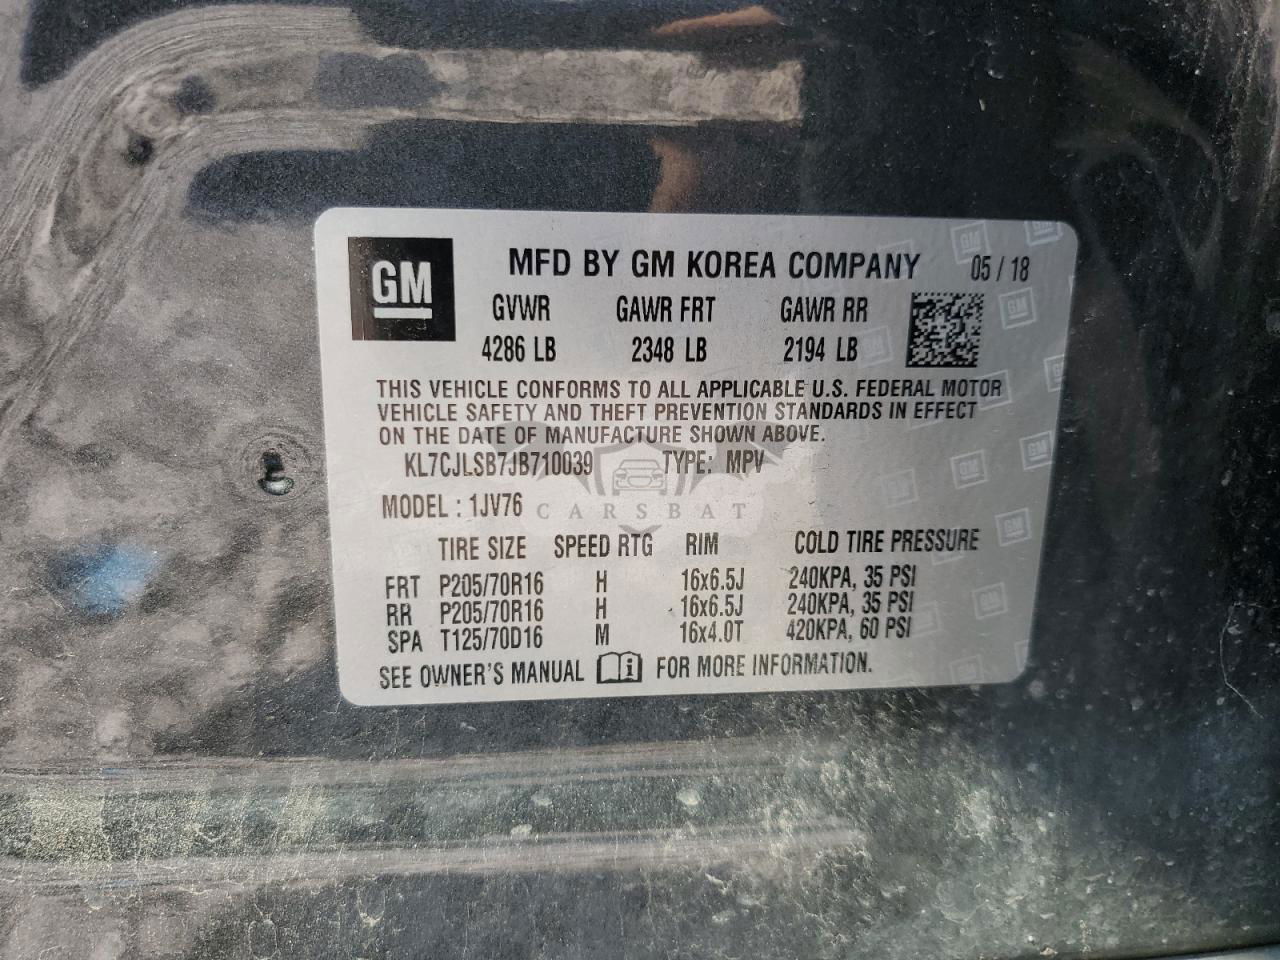 GM
MFD BY GM KOREA COMPANY 05 / 18
GVWR GAWR FRT GAWR RR
4286 LB 2348 LB 2194 LB
THIS VEHICLE CONFORMS TO ALL APPLICABLE U.S. FEDERAL MOTOR
VEHICLE SAFETY AND THEFT PREVENTION STANDARDS IN EFFECT
ON THE DATE OF MANUFACTURE SHOWN ABOVE.
KL7CJLSB7JB710039 TYPE: MPV
MODEL : 1JV76
CARSBAT
TIRE SIZE SPEED RTG RIM COLD TIRE PRESSURE
FRT P205/70R16 H 16x6.5J 240KPA, 35 PSI
RR P205/70R16 H 16x6.5J 240KPA, 35 PSI
SPA T125/70D16 M 16x4.0T 420KPA, 60 PSI
SEE OWNER'S MANUAL FOR MORE INFORMATION.